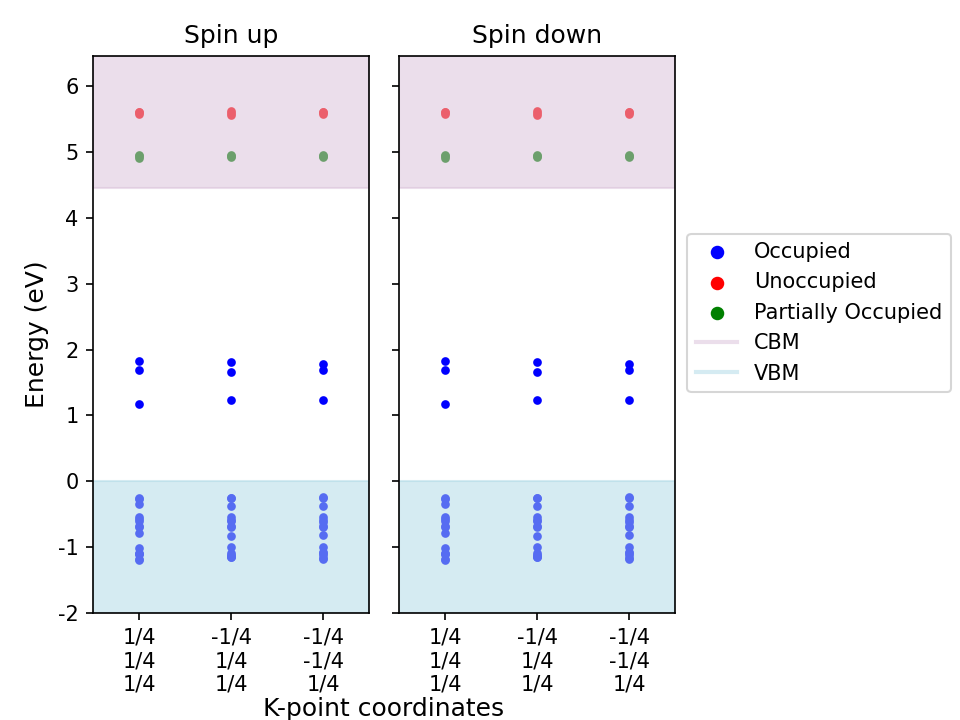 Spin up
Spin down
6
5
4
3
2
1
0
-1
-2
Energy (eV)
1/4 -1/4 -1/4 1/4 -1/4 -1/4
1/4 1/4 -1/4 1/4 1/4 -1/4
1/4 1/4 1/4 1/4 1/4 1/4
K-point coordinates
Occupied
Unoccupied
Partially Occupied
CBM
VBM